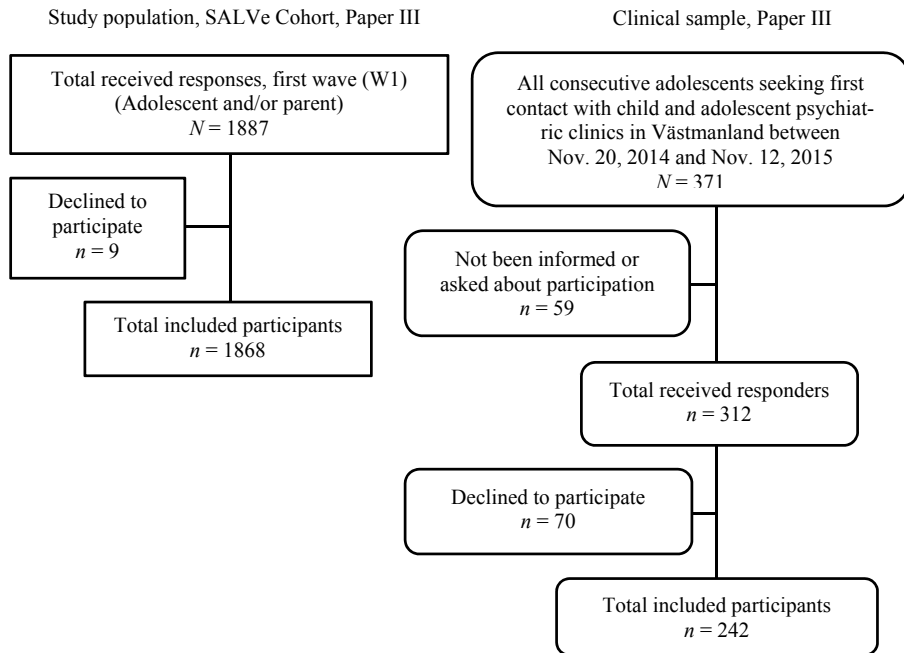 Study population, SALVe Cohort, Paper III
Total received responses, first wave (W1)
(Adolescent and/or parent)
N = 1887
Declined to
participate
n = 9
Total included participants
n = 1868
Clinical sample, Paper III
All consecutive adolescents seeking first
contact with child and adolescent psychiat-
ric clinics in Västmanland between
Nov. 20, 2014 and Nov. 12, 2015
N = 371
Not been informed or
asked about participation
n = 59
Total received responders
n = 312
Declined to participate
n = 70
Total included participants
n = 242